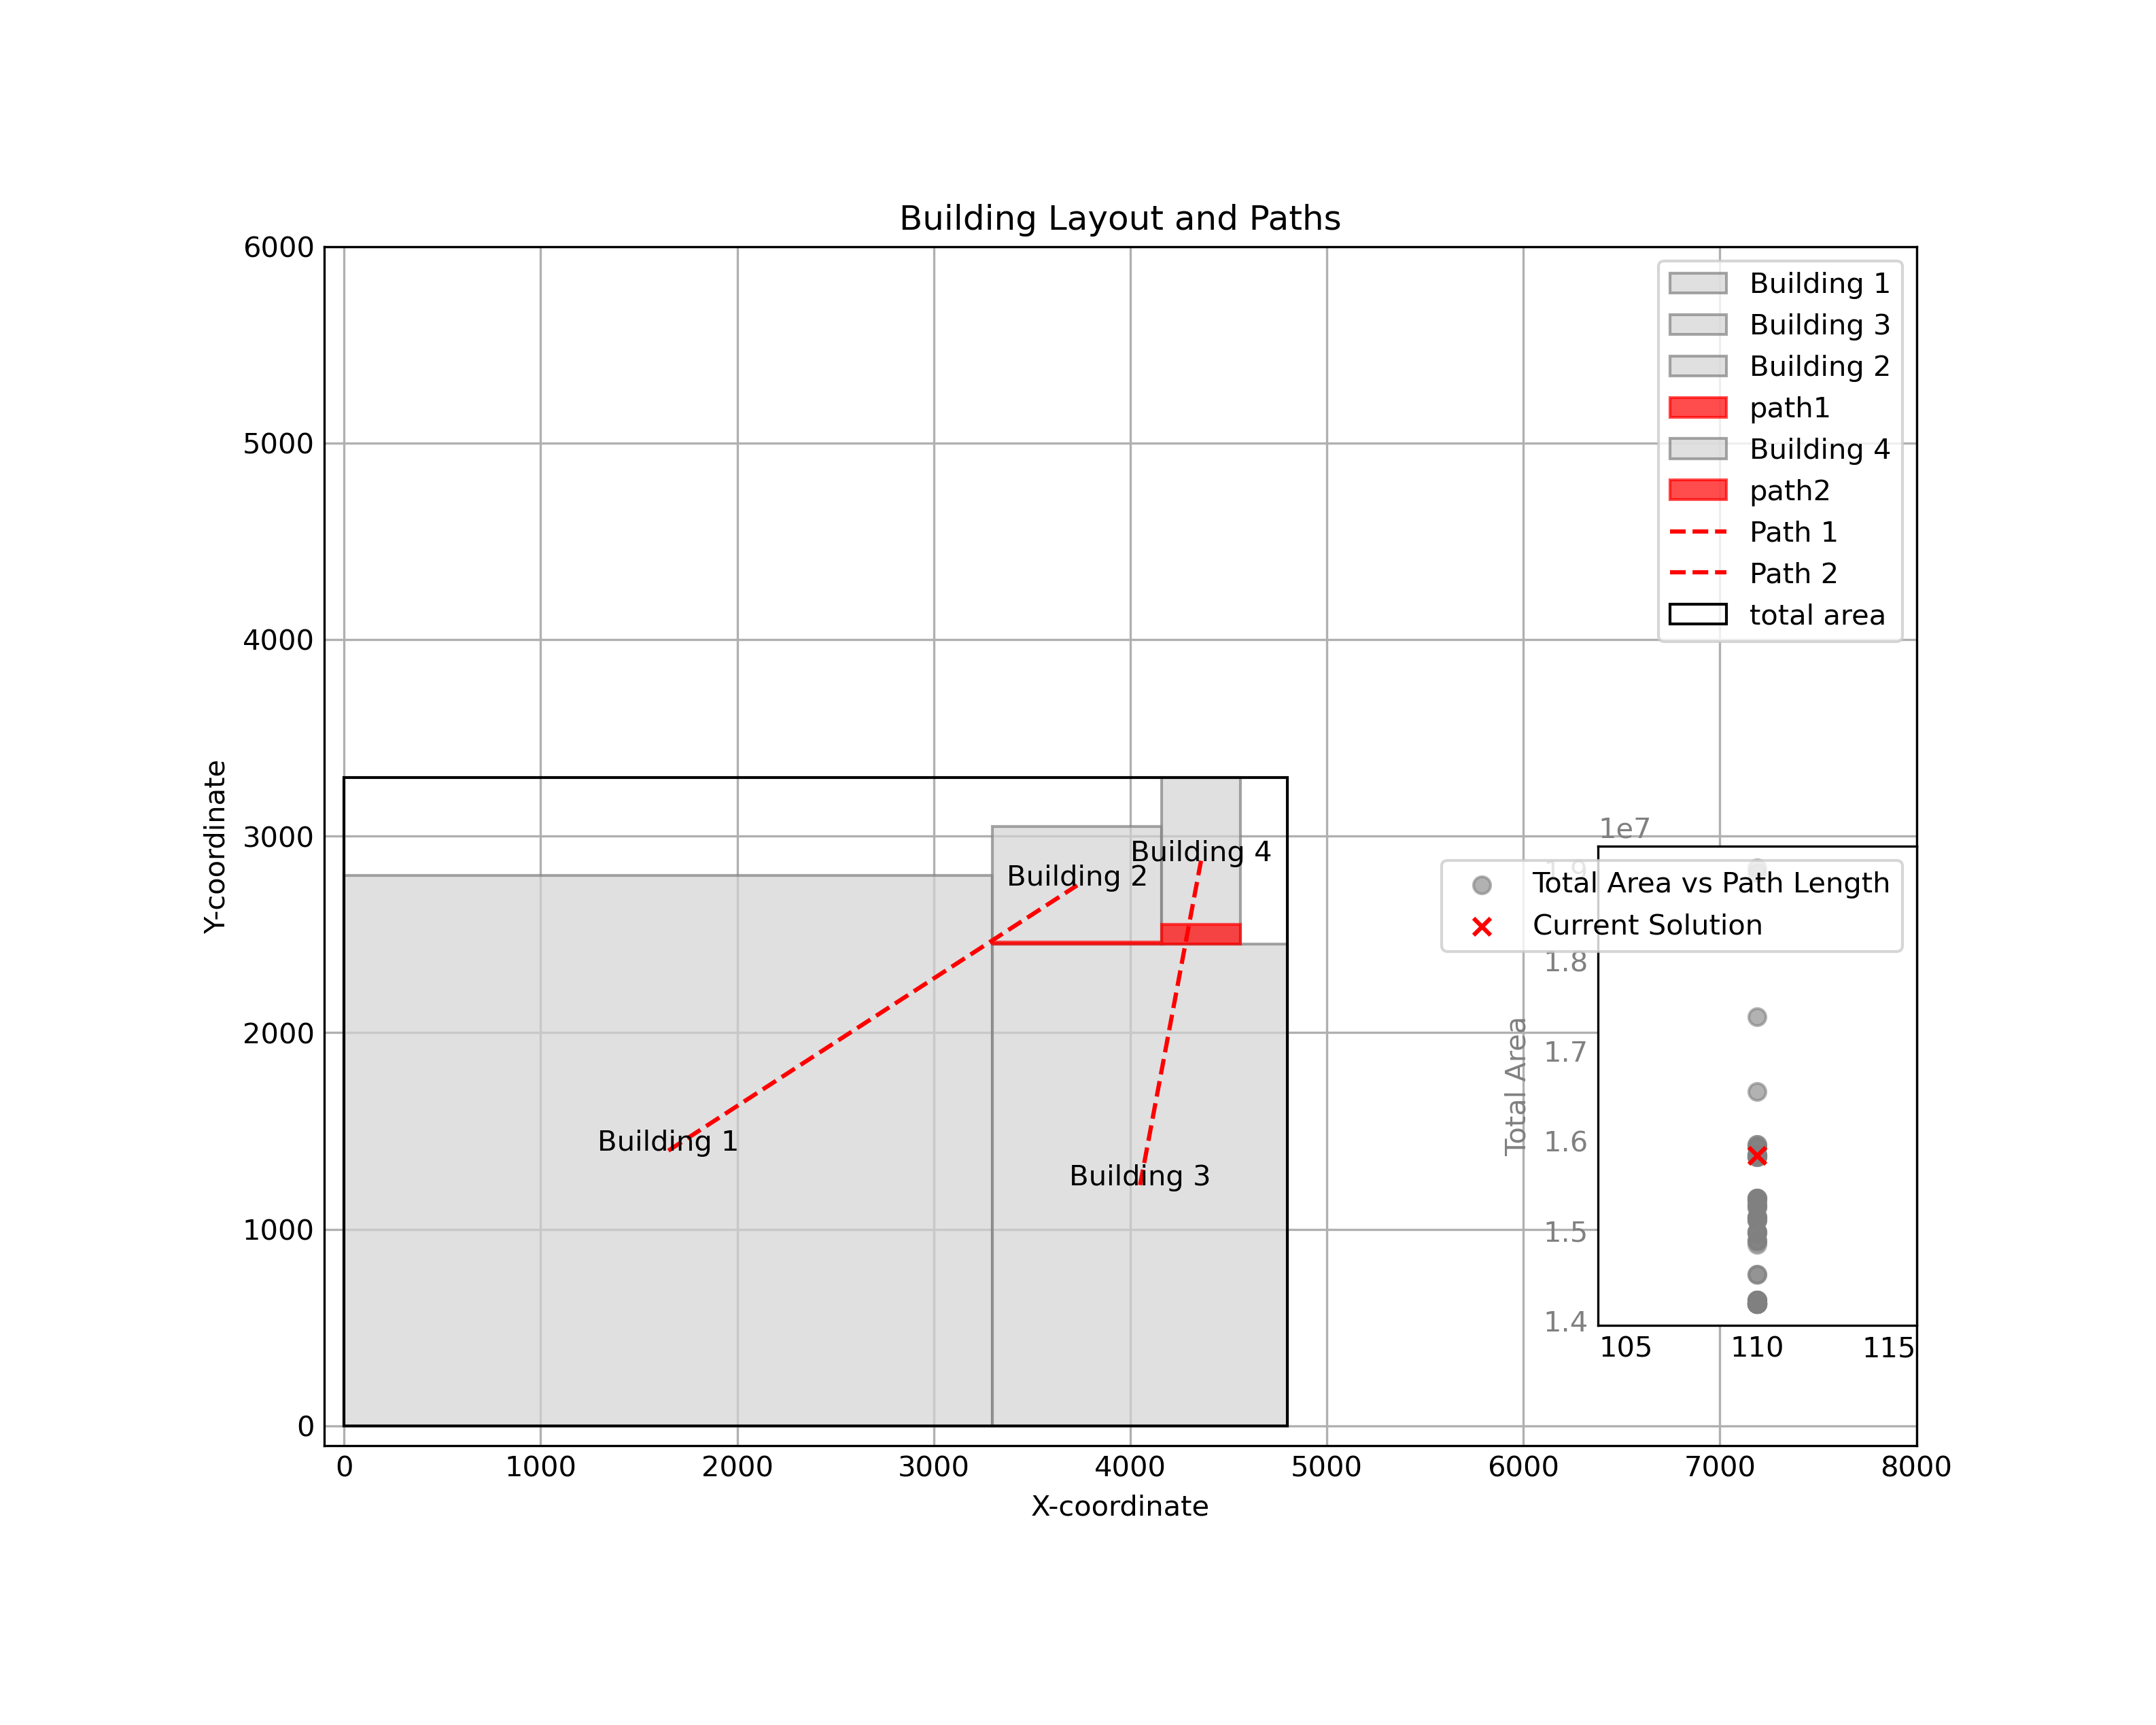 Building Layout and Paths
6000
5000
4000
3000
2000
1000
0
Y-coordinate
0
1000
2000
3000
4000
5000
6000
7000
8000
X-coordinate
Building 1
Building 3
Building 2
path1
Building 4
path2
Path 1
Path 2
total area
Building 4
Building 2
Building 1
Building 3
1e7
Total Area vs Path Length
Current Solution
1.9
1.8
1.7
1.6
1.5
1.4
Total Area
105
110
115